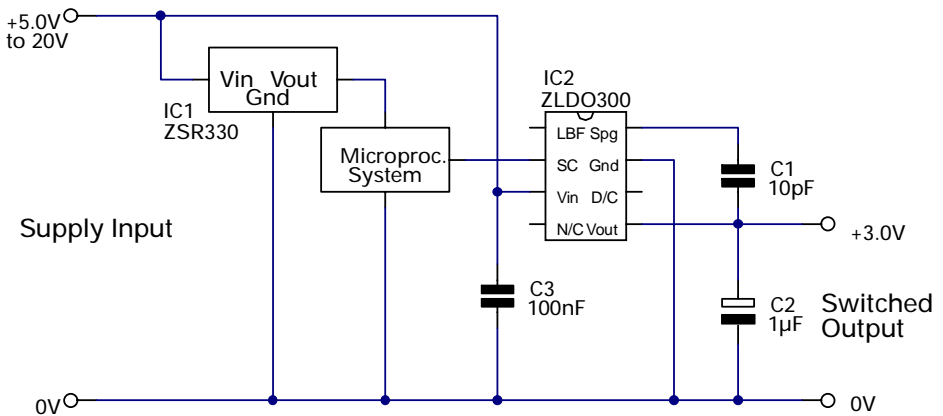 +5.0V
to 20V
Vin Vout
Gnd
IC1
ZSR330
Microproc.
System
IC2
ZLDO300
LBF Spg
SC Gnd
Vin D/C
N/C Vout
C1
10pF
Supply Input
+3.0V
C3
100nF
C2
1µF
Switched
Output
0V
0V